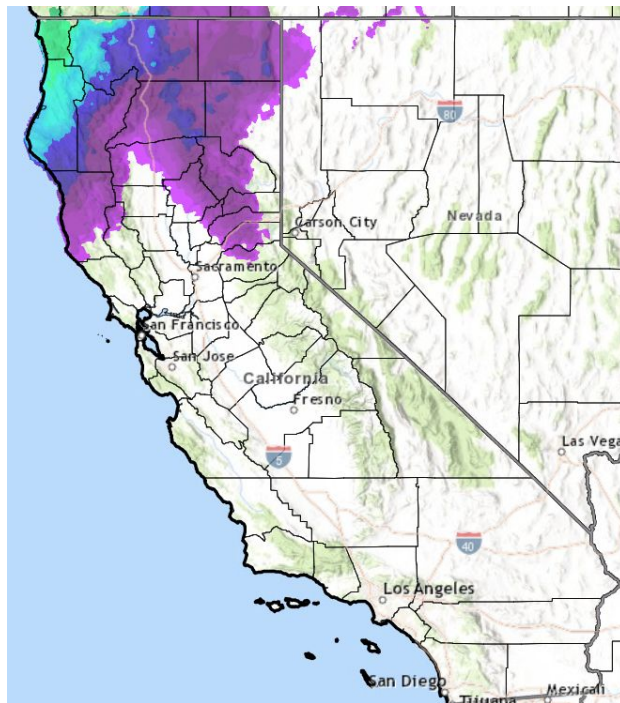 80
Carson City
Nevada
Sacramento
San Francisco
San Jose
California
Fresno
Las Vega
5
40
Los Angeles
San Diego
Tijuana
Mexicali